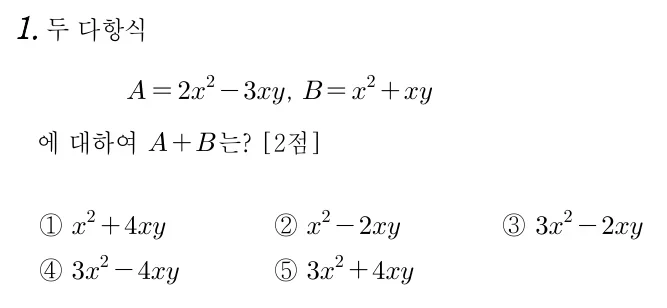 1. 두 다항식
A=2x²-3xy, B=x²+xy
에 대하여 A+B는? [2점]
① x²+4xy ② x²-2xy ③ 3x²-2xy
④ 3x²-4xy ⑤ 3x²+4xy